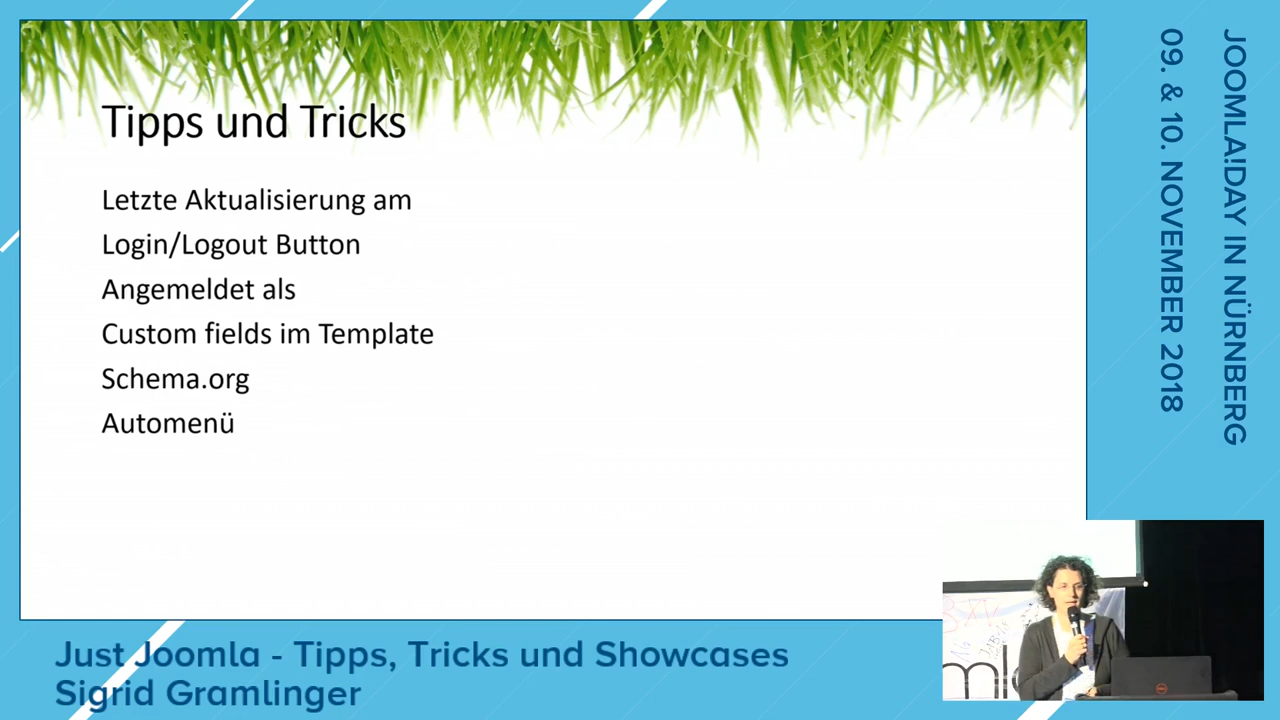 Tipps und Tricks
Letzte Aktualisierung am
Login/Logout Button
Angemeldet als
Custom fields im Template
Schema.org
Automenü
JOOMLA!DAY IN NÜRNBERG
09. & 10. NOVEMBER 2018
Just Joomla - Tipps, Tricks und Showcases
Sigrid Gramlinger